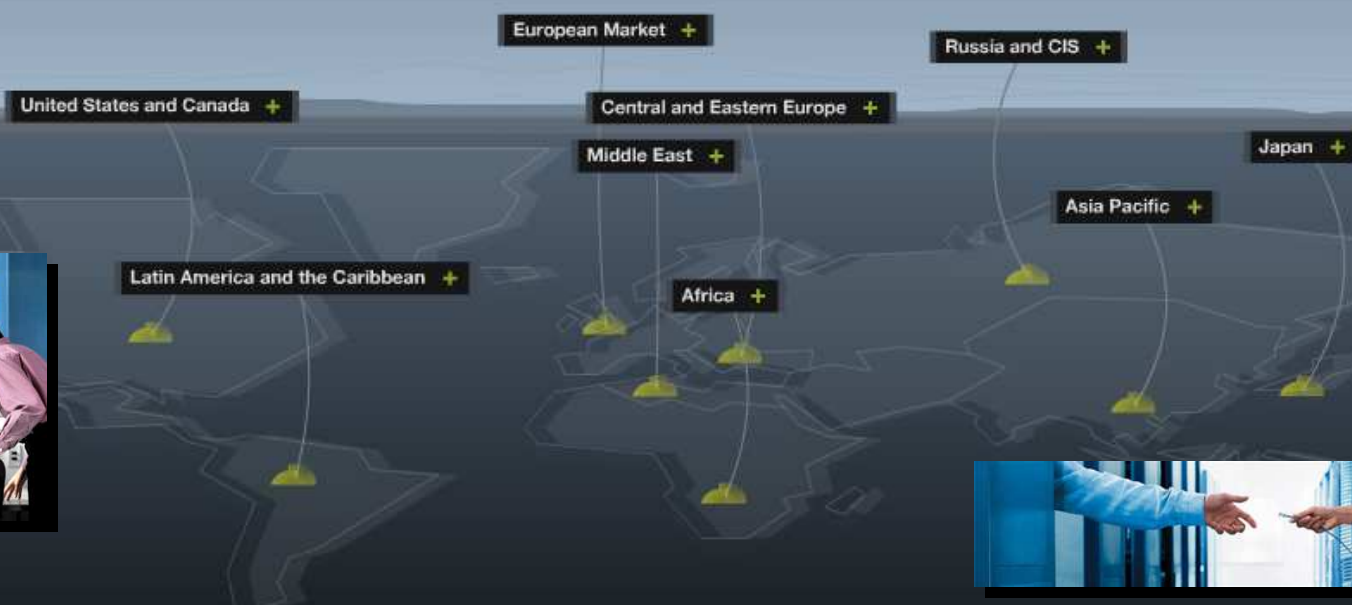 European Market +
Russia and CIS +
United States and Canada +
Central and Eastern Europe +
Middle East +
Japan +
Asia Pacific +
Latin America and the Caribbean +
Africa +